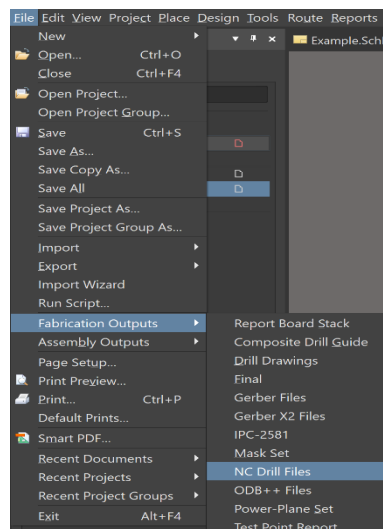 File Edit View Project Place Design Tools Route Reports
New
Example.Sch
Open... Ctrl+O
Close Ctrl+F4
Open Project...
Open Project Group...
Save Ctrl+S
Save As...
Save Copy As...
Save All
Save Project As...
Save Project Group As...
Import
Export
Import Wizard
Run Script...
Fabrication Outputs
Report Board Stack
Assembly Outputs
Composite Drill Guide
Page Setup...
Drill Drawings
Print Preview...
Final
Print... Ctrl+P
Gerber Files
Default Prints...
Gerber X2 Files
Smart PDF...
IPC-2581
Recent Documents
Mask Set
Recent Projects
NC Drill Files
Recent Project Groups
ODB++ Files
Exit Alt+F4
Power-Plane Set
Test Point Report